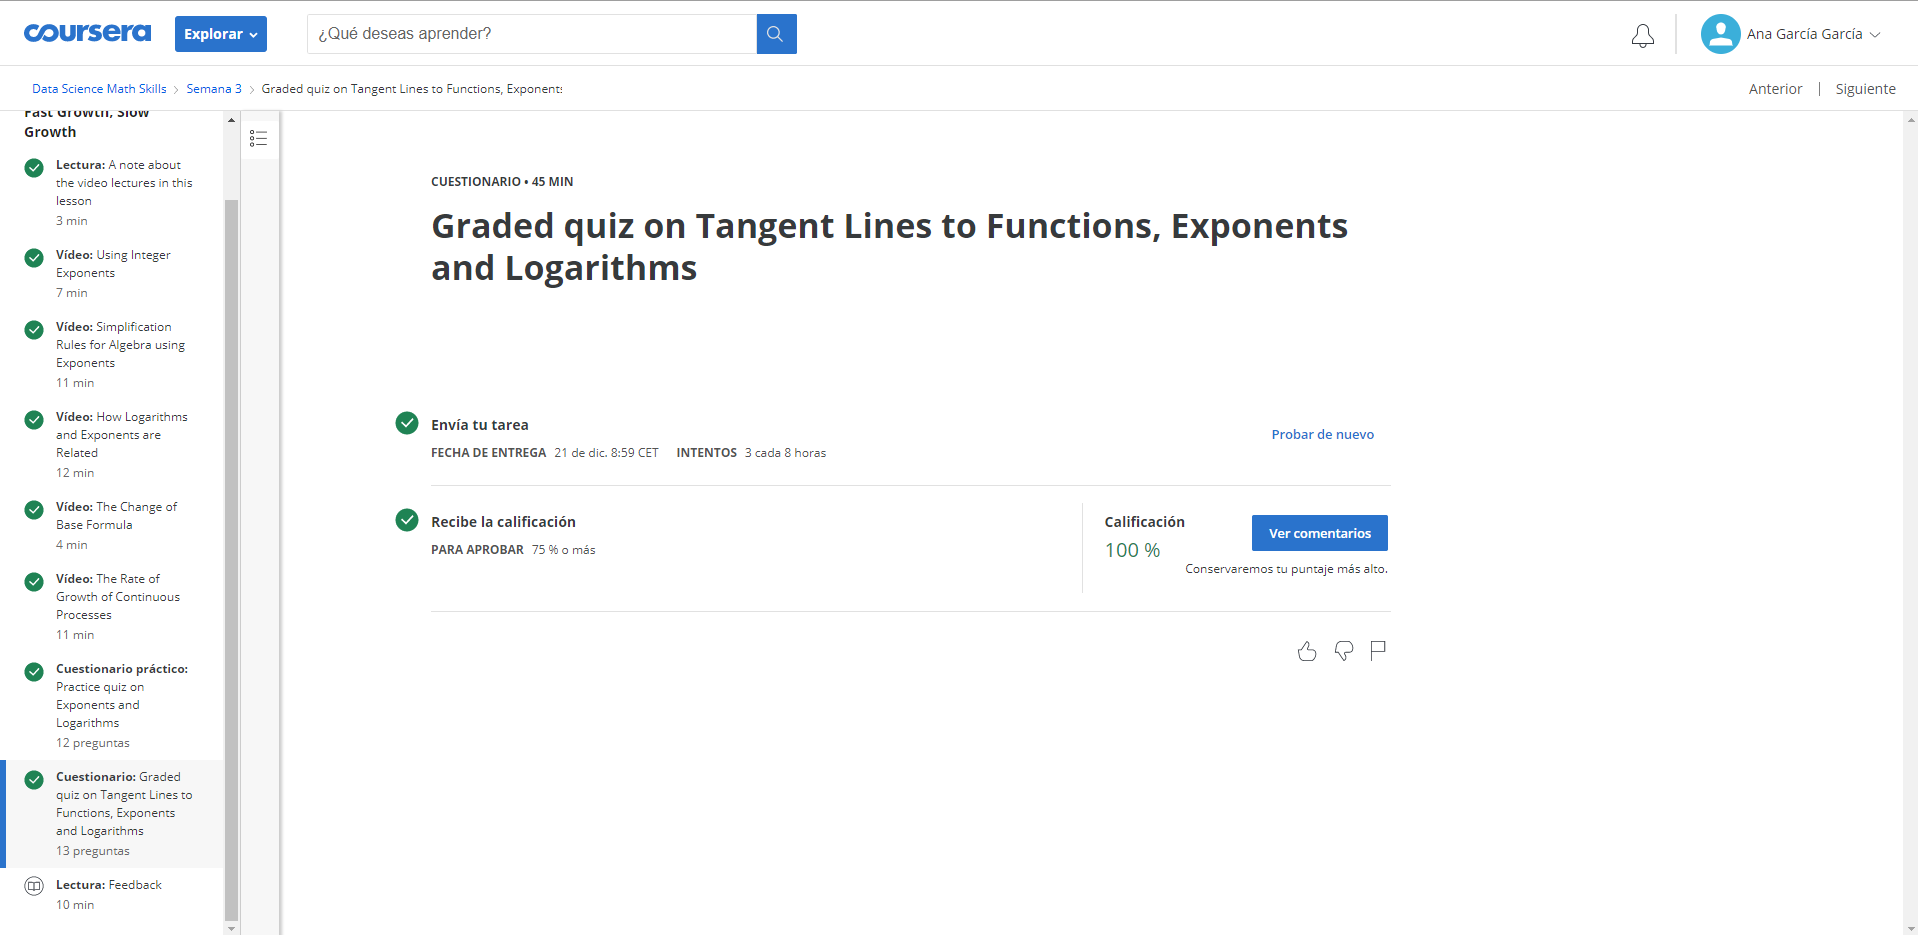 coursera
Explorar
¿Qué deseas aprender?
Ana García García
Data Science Math Skills > Semana 3 > Graded quiz on Tangent Lines to Functions, Exponents
Anterior | Siguiente
Fast Growth, Slow
Growth
Lectura: A note about
the video lectures in this
lesson
3 min
Vídeo: Using Integer
Exponents
7 min
Vídeo: Simplification
Rules for Algebra using
Exponents
11 min
Vídeo: How Logarithms
and Exponents are
Related
12 min
Vídeo: The Change of
Base Formula
4 min
Vídeo: The Rate of
Growth of Continuous
Processes
11 min
Cuestionario práctico:
Practice quiz on
Exponents and
Logarithms
12 preguntas
Cuestionario: Graded
quiz on Tangent Lines to
Functions, Exponents
and Logarithms
13 preguntas
Lectura: Feedback
10 min
CUESTIONARIO • 45 MIN
Graded quiz on Tangent Lines to Functions, Exponents
and Logarithms
Envía tu tarea
FECHA DE ENTREGA 21 de dic. 8:59 CET INTENTOS 3 cada 8 horas
Probar de nuevo
Recibe la calificación
PARA APROBAR 75 % o más
Calificación
100 %
Ver comentarios
Conservaremos tu puntaje más alto.